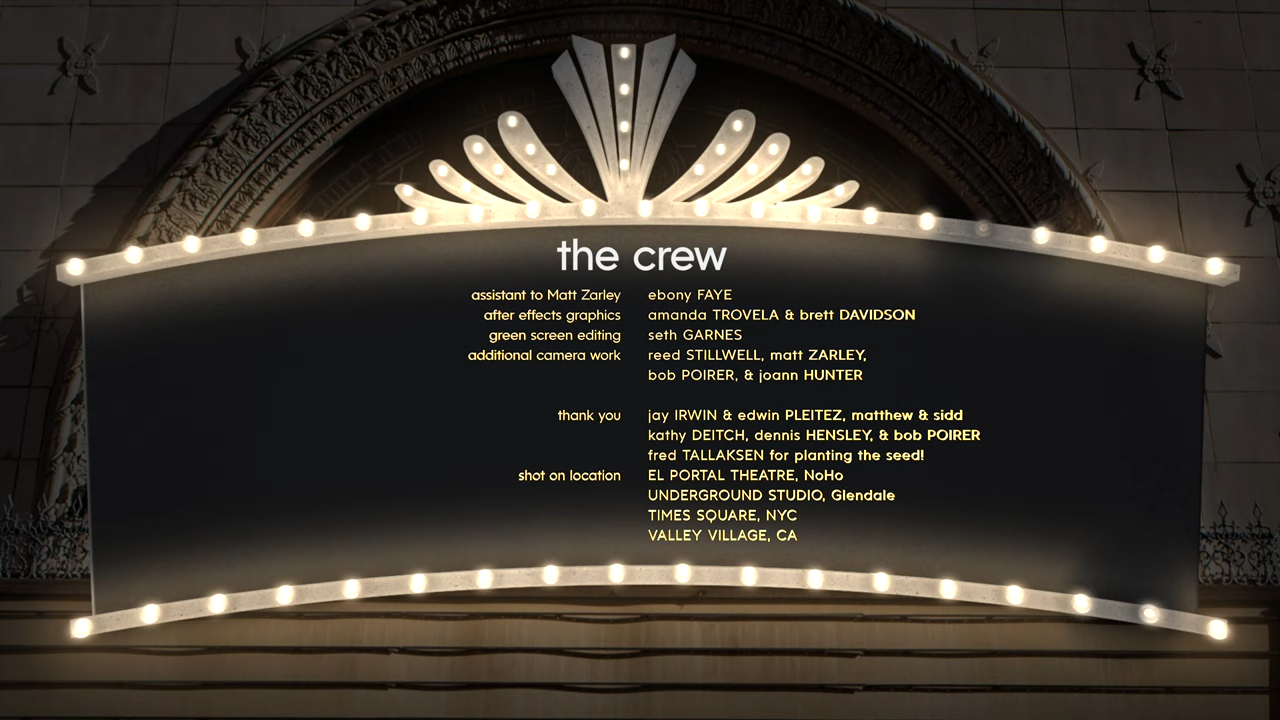 the crew
assistant to Matt Zarley ebony FAYE
after effects graphics amanda TROVELA & brett DAVIDSON
green screen editing seth GARNES
additional camera work reed STILLWELL, matt ZARLEY,
bob POIRER, & joann HUNTER
thank you jay IRWIN & edwin PLEITEZ, matthew & sidd
kathy DEITCH, dennis HENSLEY, & bob POIRER
fred TALLAKSEN for planting the seed!
shot on location EL PORTAL THEATRE, NoHo
UNDERGROUND STUDIO, Glendale
TIMES SQUARE, NYC
VALLEY VILLAGE, CA